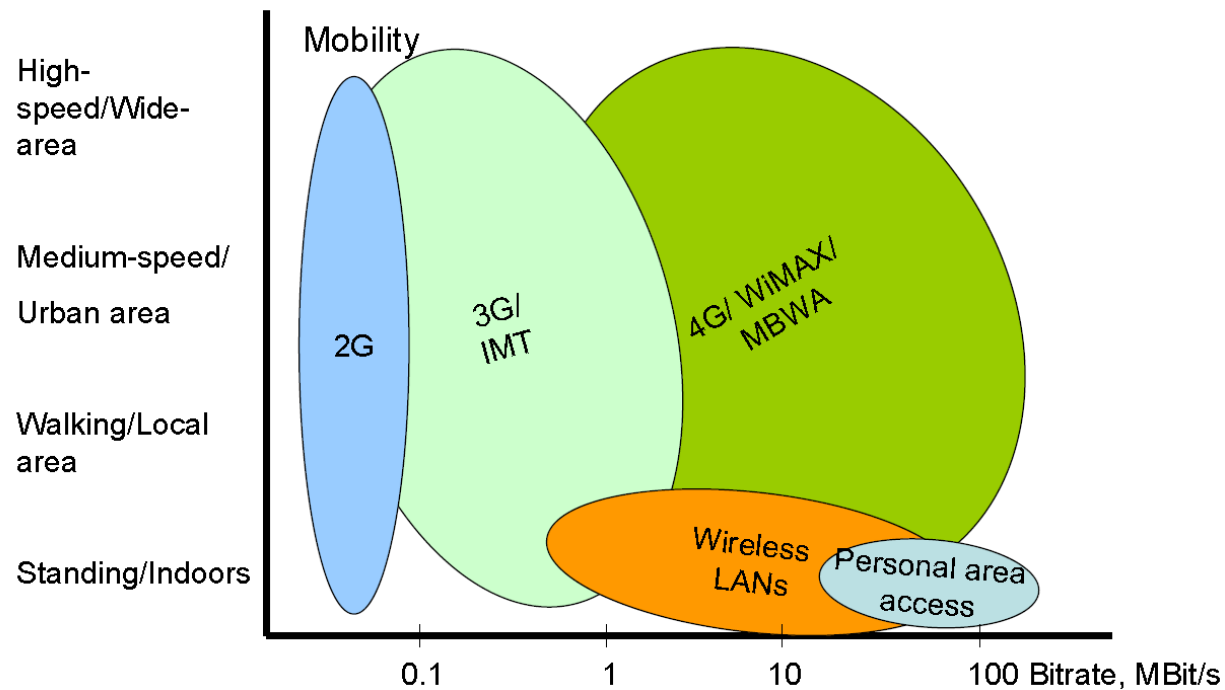 Mobility
High-
speed/Wide-
area
Medium-speed/
Urban area
Walking/Local
area
Standing/Indoors
2G
3G/
IMT
4G/ WiMAX/
MBWA
Wireless
LANs
Personal area
access
0.1 1 10 100 Bitrate, MBit/s